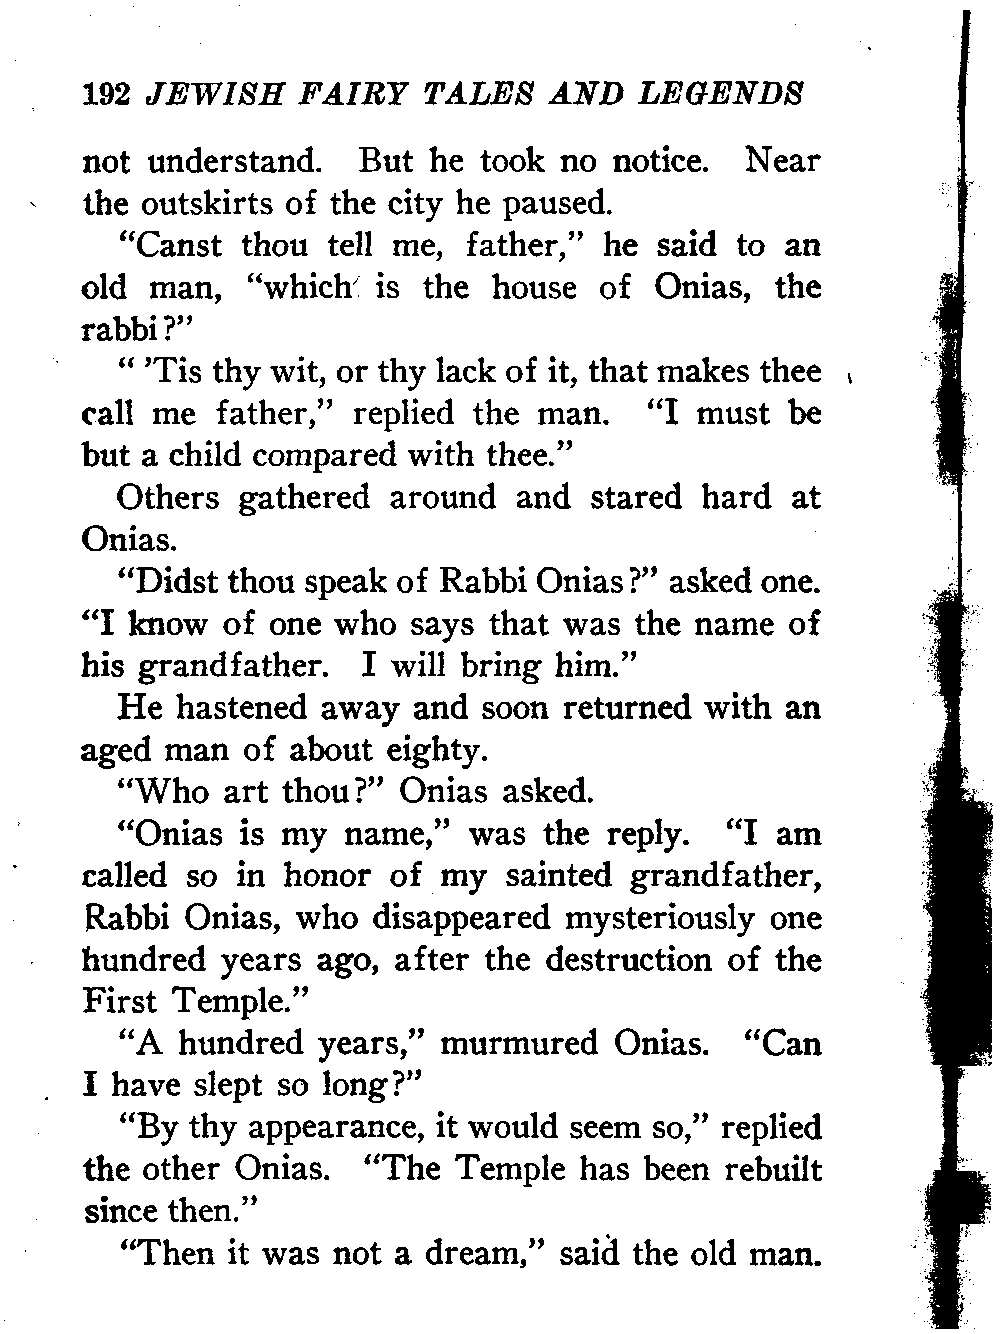 192 JEWISH FAIRY TALES AND LEGENDS
not understand. But he took no notice. Near
the outskirts of the city he paused.
“Canst thou tell me, father,” he said to an
old man, “which is the house of Onias, the
rabbi?”
“ ’Tis thy wit, or thy lack of it, that makes thee
call me father,” replied the man. “I must be
but a child compared with thee.”
Others gathered around and stared hard at
Onias.
“Didst thou speak of Rabbi Onias?” asked one.
“I know of one who says that was the name of
his grandfather. I will bring him.”
He hastened away and soon returned with an
aged man of about eighty.
“Who art thou?” Onias asked.
“Onias is my name,” was the reply. “I am
called so in honor of my sainted grandfather,
Rabbi Onias, who disappeared mysteriously one
hundred years ago, after the destruction of the
First Temple.”
“A hundred years,” murmured Onias. “Can
I have slept so long?”
“By thy appearance, it would seem so,” replied
the other Onias. “The Temple has been rebuilt
since then.”
“Then it was not a dream,” said the old man.